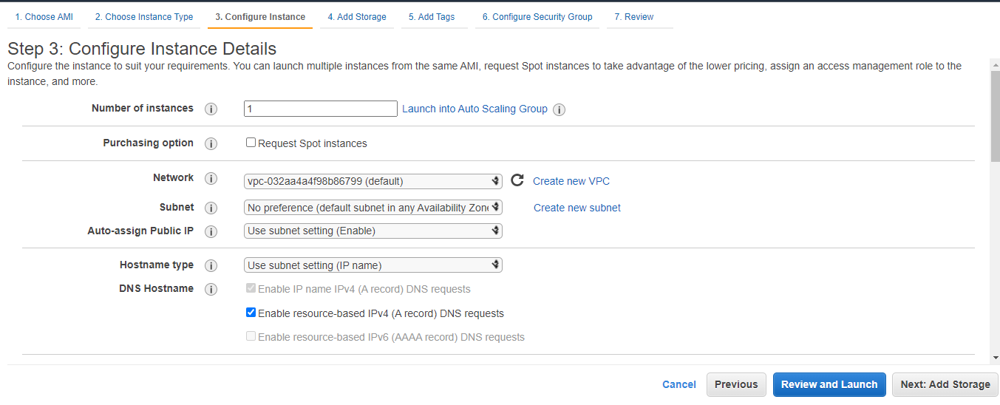 1. Choose AMI 2. Choose Instance Type 3. Configure Instance 4. Add Storage 5. Add Tags 6. Configure Security Group 7. Review
Step 3: Configure Instance Details
Configure the instance to suit your requirements. You can launch multiple instances from the same AMI, request Spot instances to take advantage of the lower pricing, assign an access management role to the
instance, and more.
Number of instances i 1 Launch into Auto Scaling Group i
Purchasing option i Request Spot instances
Network i vpc-032aa4a4f98b86799 (default) Create new VPC
Subnet i No preference (default subnet in any Availability Zone Create new subnet
Auto-assign Public IP i Use subnet setting (Enable)
Hostname type i Use subnet setting (IP name)
DNS Hostname i Enable IP name IPv4 (A record) DNS requests
Enable resource-based IPv4 (A record) DNS requests
Enable resource-based IPv6 (AAAA record) DNS requests
Cancel Previous Review and Launch Next: Add Storage